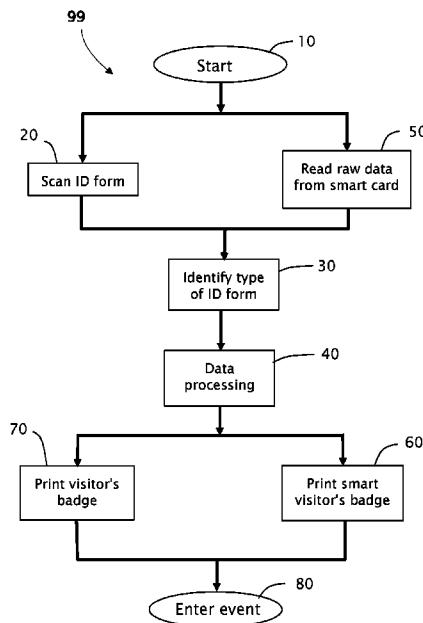 99
10
Start
20
Scan ID form
50
Read raw data
from smart card
30
Identify type
of ID form
40
Data
processing
70
Print visitor's
badge
60
Print smart
visitor's badge
80
Enter event